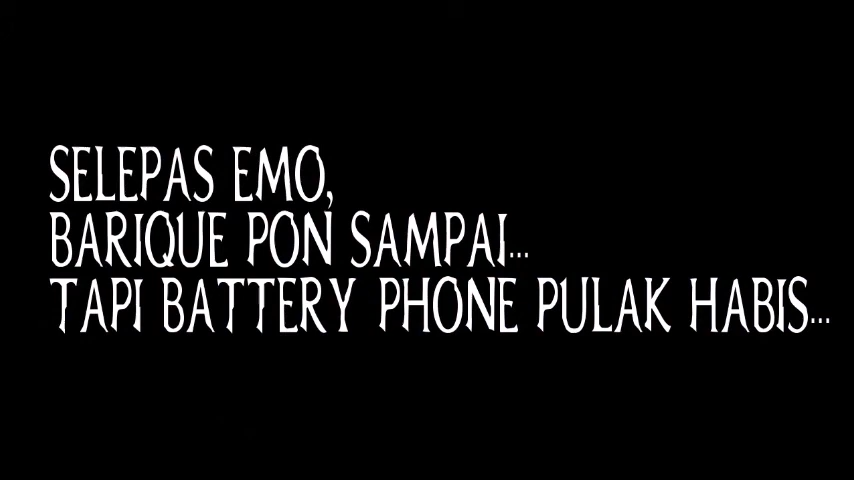 SELEPAS EMO,
BARIQUE PON SAMPAI...
TAPI BATTERY PHONE PULAK HABIS...